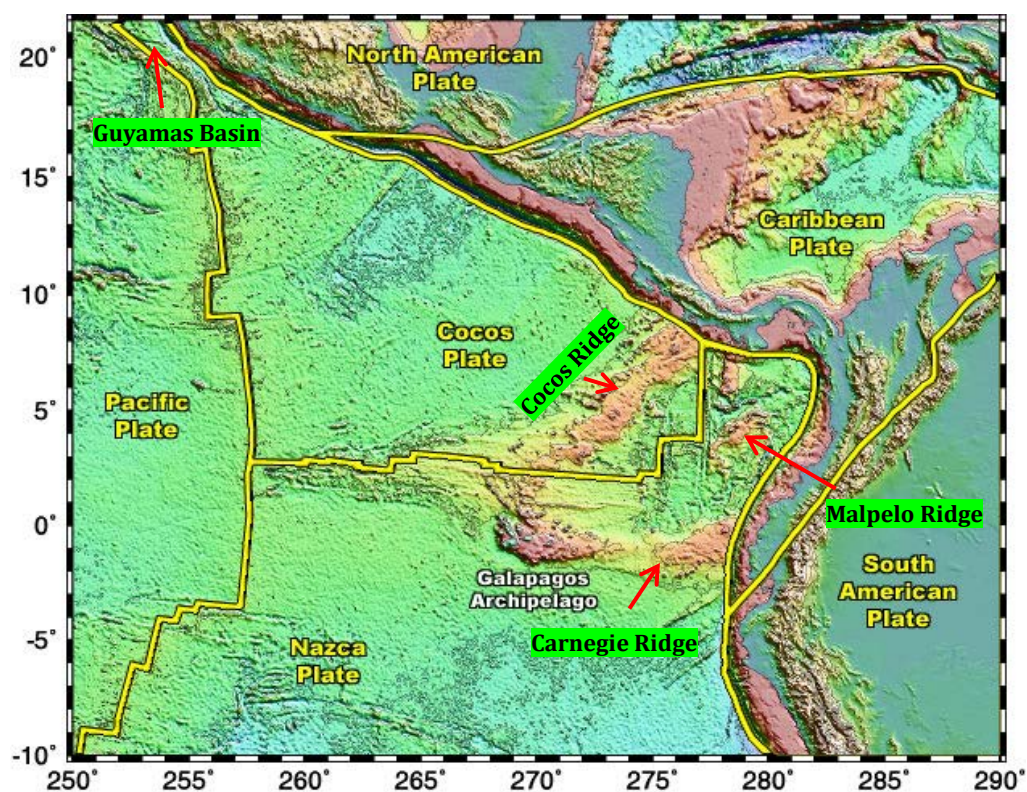 North American
Plate
Guyamas Basin
Caribbean
Plate
Cocos
Plate
Cocos Ridge
Pacific
Plate
Malpelo Ridge
Galapagos
Archipelago
South
American
Plate
Carnegie Ridge
Nazca
Plate
20°
15°
10°
5°
0°
-5°
-10°
250° 255° 260° 265° 270° 275° 280° 285° 290°